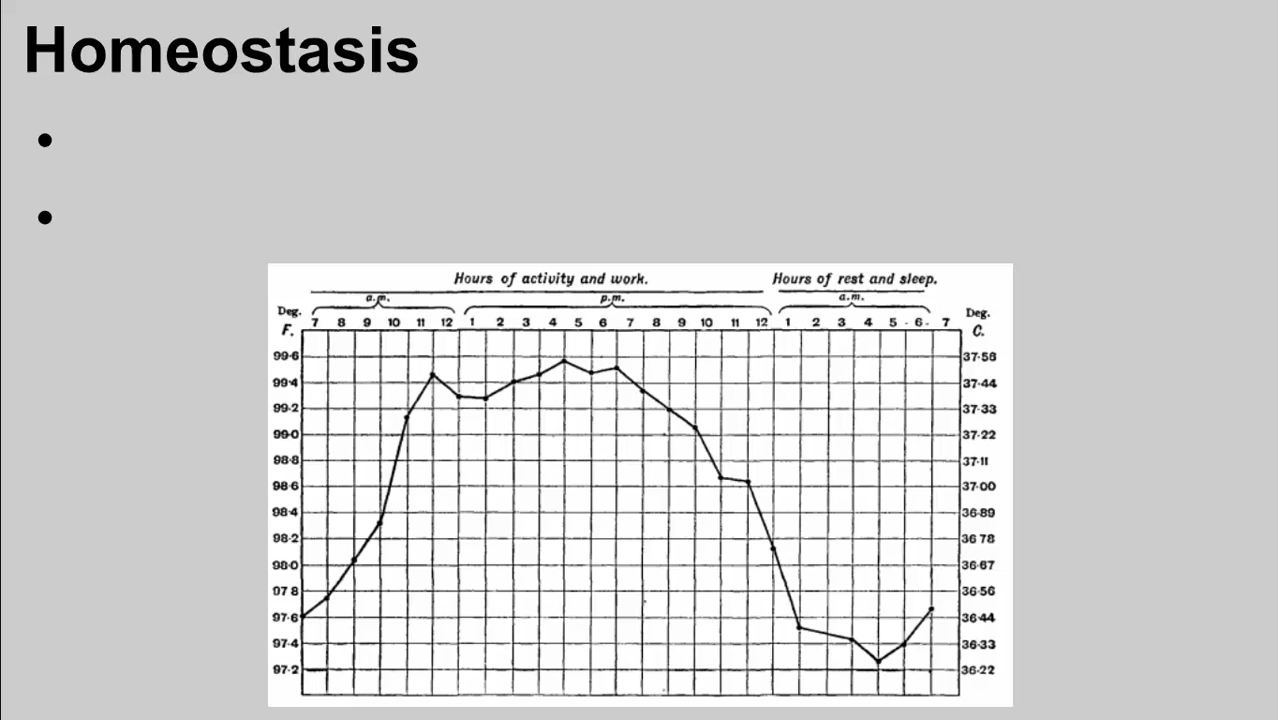 Homeostasis
•
•
Hours of activity and work. Hours of rest and sleep.
a.m. p.m. a.m.
Deg. Deg.
F. 7 8 9 10 11 12 1 2 3 4 5 6 7 8 9 10 11 12 1 2 3 4 5 . 6 . 7 C.
99·6 37·58
99·4 37·44
99·2 37·33
99·0 37·22
98·8 37·11
98·6 37·00
98·4 36·89
98·2 36 78
98·0 36·67
97 8 36·56
97·6 36·44
97·4 36·33
97·2 36·22